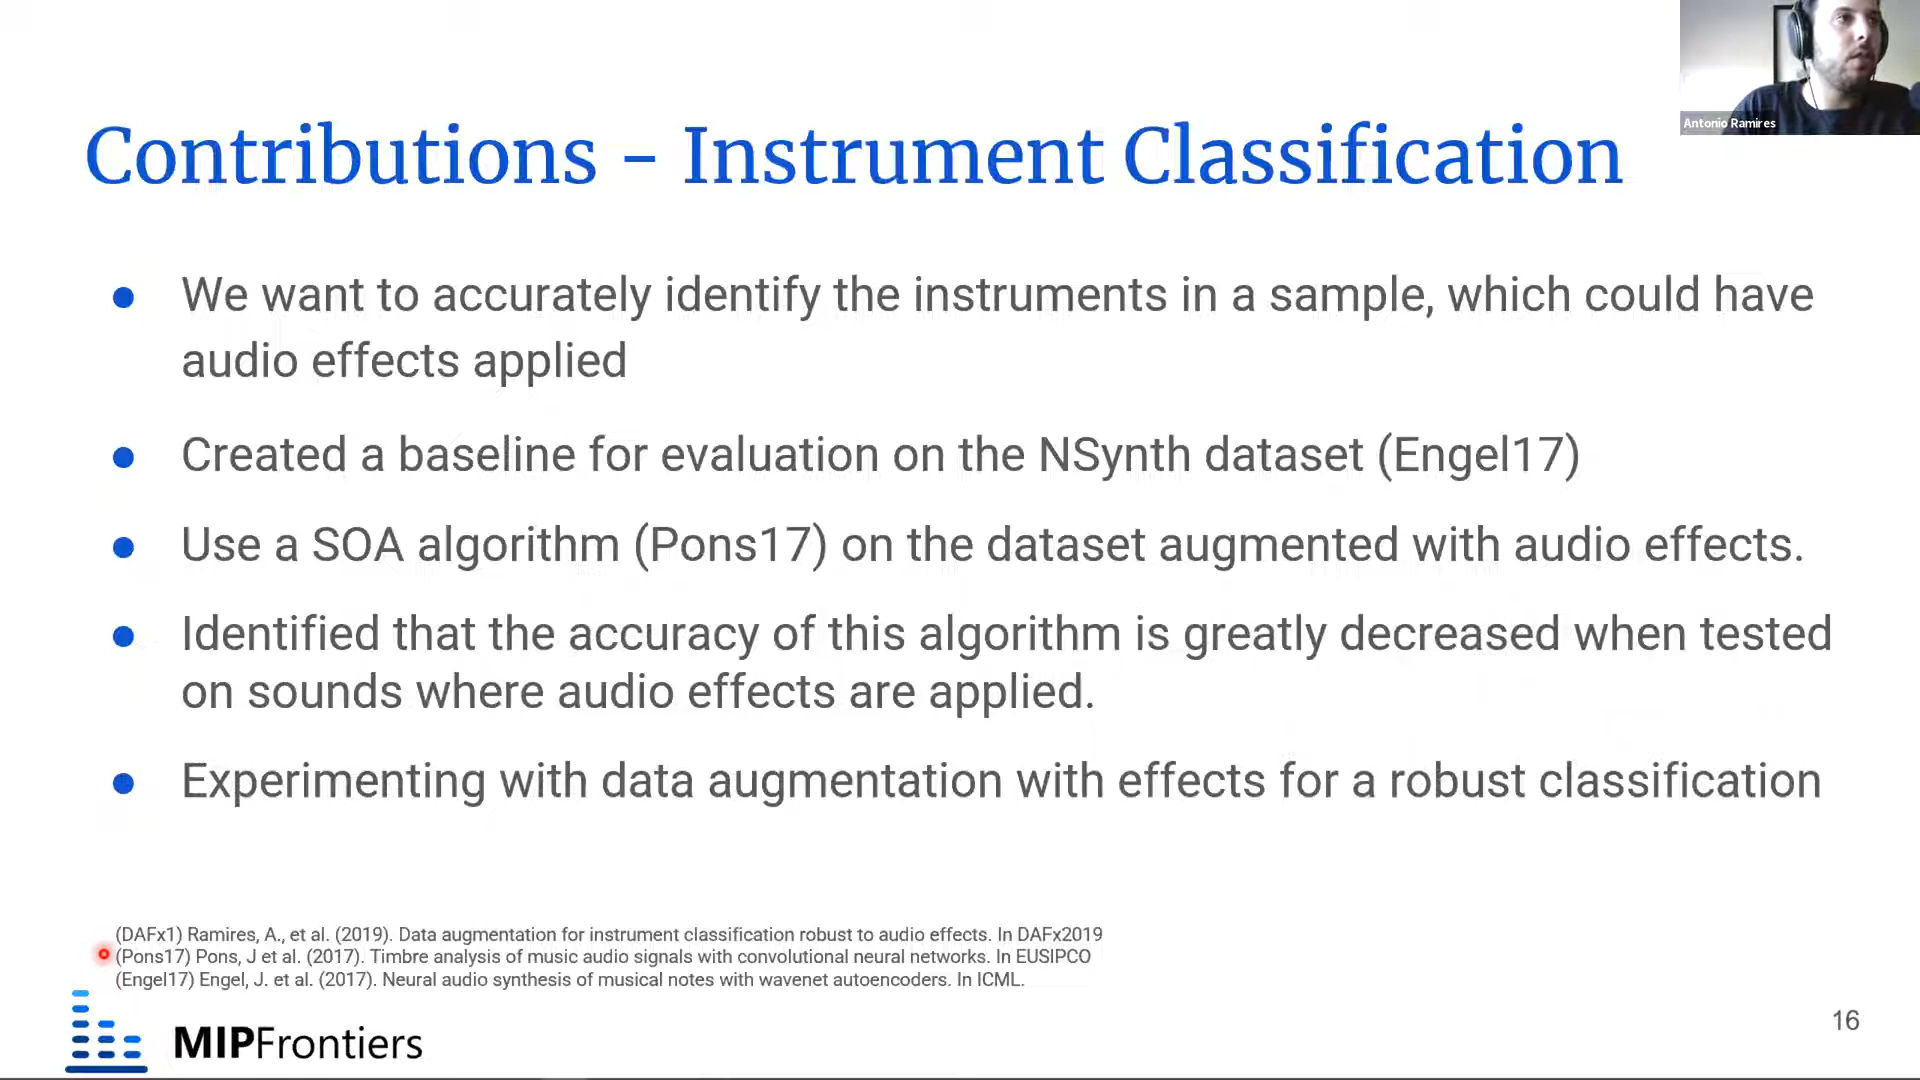 Antonio Ramires
Contributions - Instrument Classification
● We want to accurately identify the instruments in a sample, which could have
audio effects applied
● Created a baseline for evaluation on the NSynth dataset (Engel17)
● Use a SOA algorithm (Pons17) on the dataset augmented with audio effects.
● Identified that the accuracy of this algorithm is greatly decreased when tested
on sounds where audio effects are applied.
● Experimenting with data augmentation with effects for a robust classification
(DAFx1) Ramires, A., et al. (2019). Data augmentation for instrument classification robust to audio effects. In DAFx2019
(Pons17) Pons, J et al. (2017). Timbre analysis of music audio signals with convolutional neural networks. In EUSIPCO
(Engel17) Engel, J. et al. (2017). Neural audio synthesis of musical notes with wavenet autoencoders. In ICML.
MIPFrontiers
16